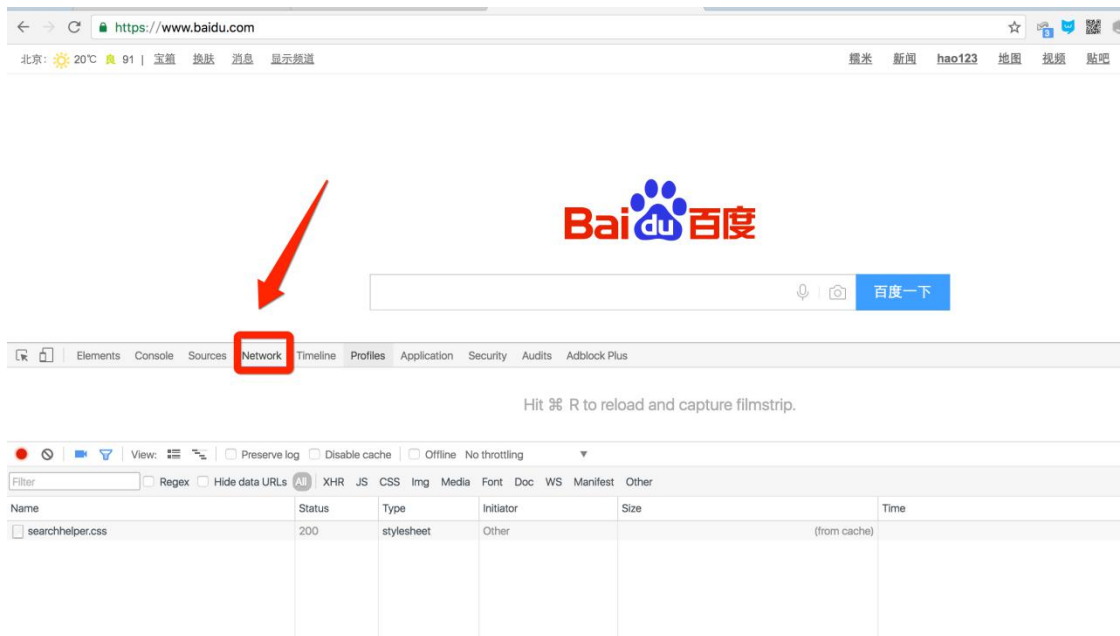 https://www.baidu.com
3
北京: 20℃ 91 | 宝箱 换肤 消息 显示频道 糯米 新闻 hao123 地图 视频 贴吧
Bai du 百度
百度一下
Elements Console Sources Network Timeline Profiles Application Security Audits Adblock Plus
Hit ⌘ R to reload and capture filmstrip.
View: Preserve log Disable cache Offline No throttling
Filter Regex Hide data URLs All XHR JS CSS Img Media Font Doc WS Manifest Other
Name Status Type Initiator Size Time
searchhelper.css 200 stylesheet Other (from cache)